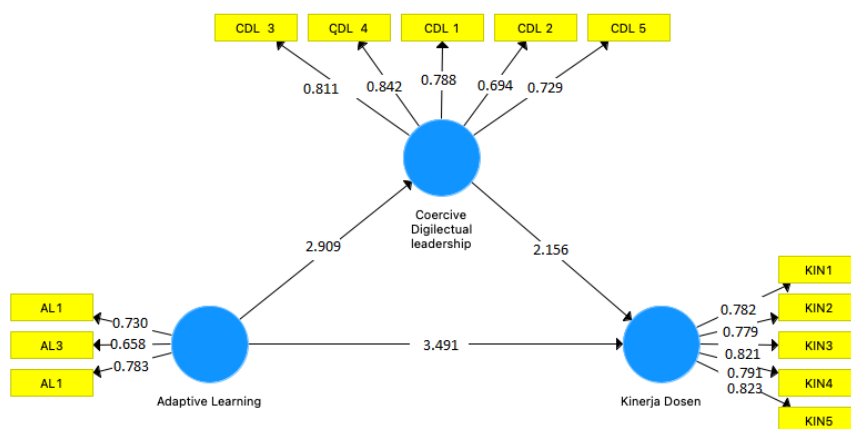 CDL 3
CDL 4
CDL 1
CDL 2
CDL 5
0.811
0.842
0.788
0.694
0.729
Coercive
Digilectual
leadership
2.909
2.156
AL1
AL3
AL1
0.730
0.658
0.783
3.491
Adaptive Learning
Kinerja Dosen
0.782
0.779
0.821
0.791
0.823
KIN1
KIN2
KIN3
KIN4
KIN5